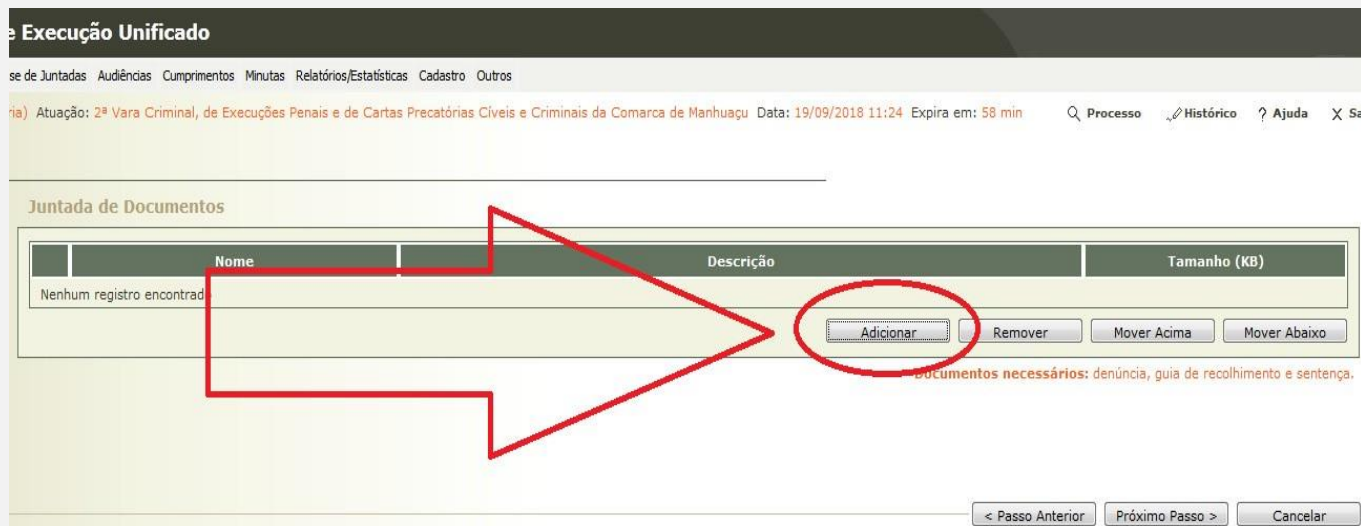 e Execução Unificado
se de Juntadas Audiências Cumprimentos Minutas Relatórios/Estatísticas Cadastro Outros
ria) Atuação: 2ª Vara Criminal, de Execuções Penais e de Cartas Precatórias Cíveis e Criminais da Comarca de Manhuaçu Data: 19/09/2018 11:24 Expira em: 58 min Processo Histórico ? Ajuda X Sa
Juntada de Documentos
Nome Descrição Tamanho (KB)
Nenhum registro encontrado
Adicionar Remover Mover Acima Mover Abaixo
Documentos necessários: denúncia, guia de recolhimento e sentença.
< Passo Anterior Próximo Passo > Cancelar